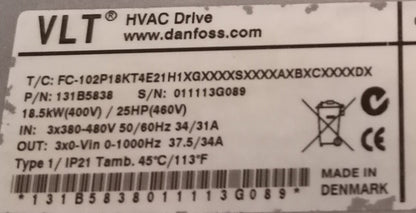 VLT® HVAC Drive
www.danfoss.com
T/C: FC-102P18KT4E21H1XGXXXXSXXXXAXBXCXXXXDX
P/N: 131B5838 S/N: 011113G089
18.5kW(400V) / 25HP(460V)
IN: 3x380-480V 50/60Hz 34/31A
OUT: 3x0-Vin 0-1000Hz 37.5/34A
CE
Type 1/ IP21 Tamb. 45°C/113°F
MADE IN
DENMARK
*131B5838011113G089*